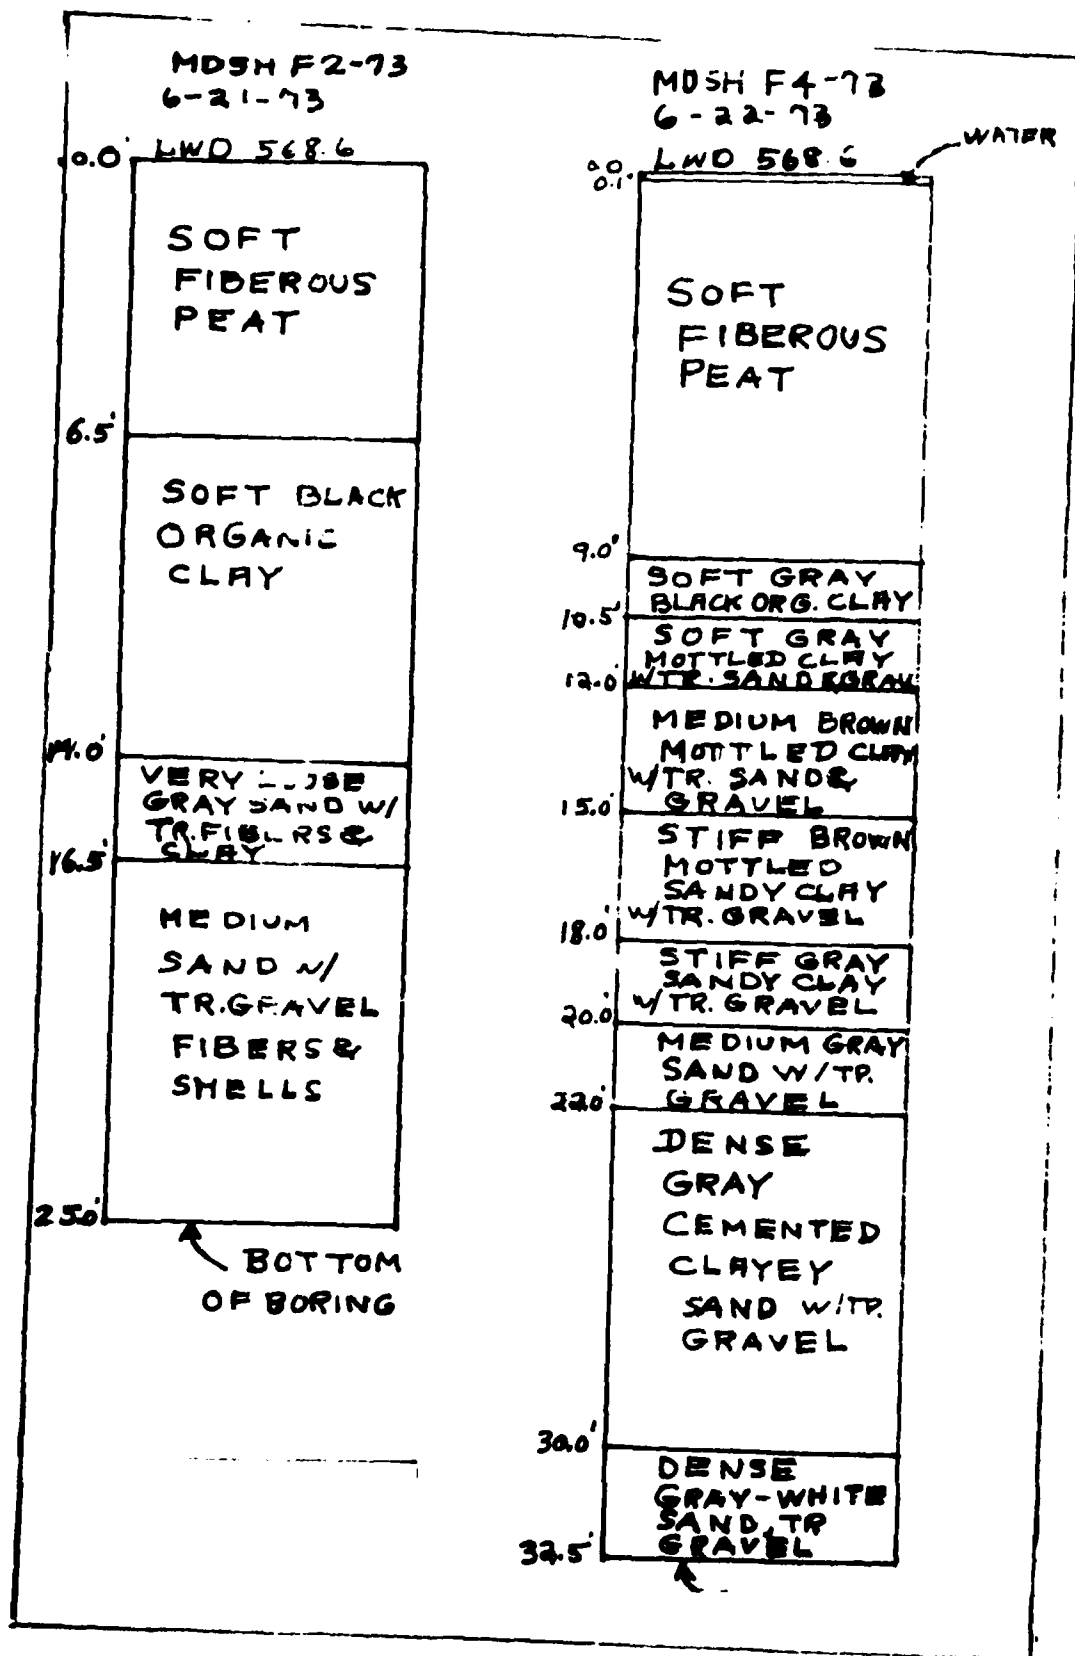 MDSH F2-73
6-21-73
LWD 568.6
0.0'
SOFT
FIBEROUS
PEAT
6.5'
SOFT BLACK
ORGANIC
CLAY
14.0'
VERY LOOSE
GRAY SAND W/
TR. FIBERS &
CLAY
16.5'
MEDIUM
SAND W/
TR. GRAVEL
FIBERS &
SHELLS
25.0'
BOTTOM
OF BORING
MDSH F4-73
6-22-73
LWD 568.6
WATER
0.0
0.1'
SOFT
FIBEROUS
PEAT
9.0'
SOFT GRAY
BLACK ORG. CLAY
10.5'
SOFT GRAY
MOTTLED CLAY
W/TR. SAND & GRAV
12.0'
MEDIUM BROWN
MOTTLED CLAY
W/TR. SAND &
GRAVEL
15.0'
STIFF BROWN
MOTTLED
SANDY CLAY
W/TR. GRAVEL
18.0'
STIFF GRAY
SANDY CLAY
W/TR. GRAVEL
20.0'
MEDIUM GRAY
SAND W/TR.
GRAVEL
22.0'
DENSE
GRAY
CEMENTED
CLAYEY
SAND W/TR.
GRAVEL
30.0'
DENSE
GRAY-WHITE
SAND, TR
GRAVEL
32.5'